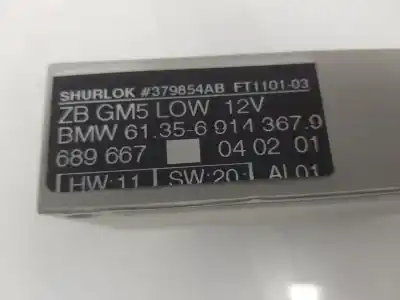 SHURLOK #379854AB FT1101-03
ZB GM5 LOW 12V
BMW 61.35-6 914 367.9
689 667 04 02 01
HW:11 SW:20 AI 01